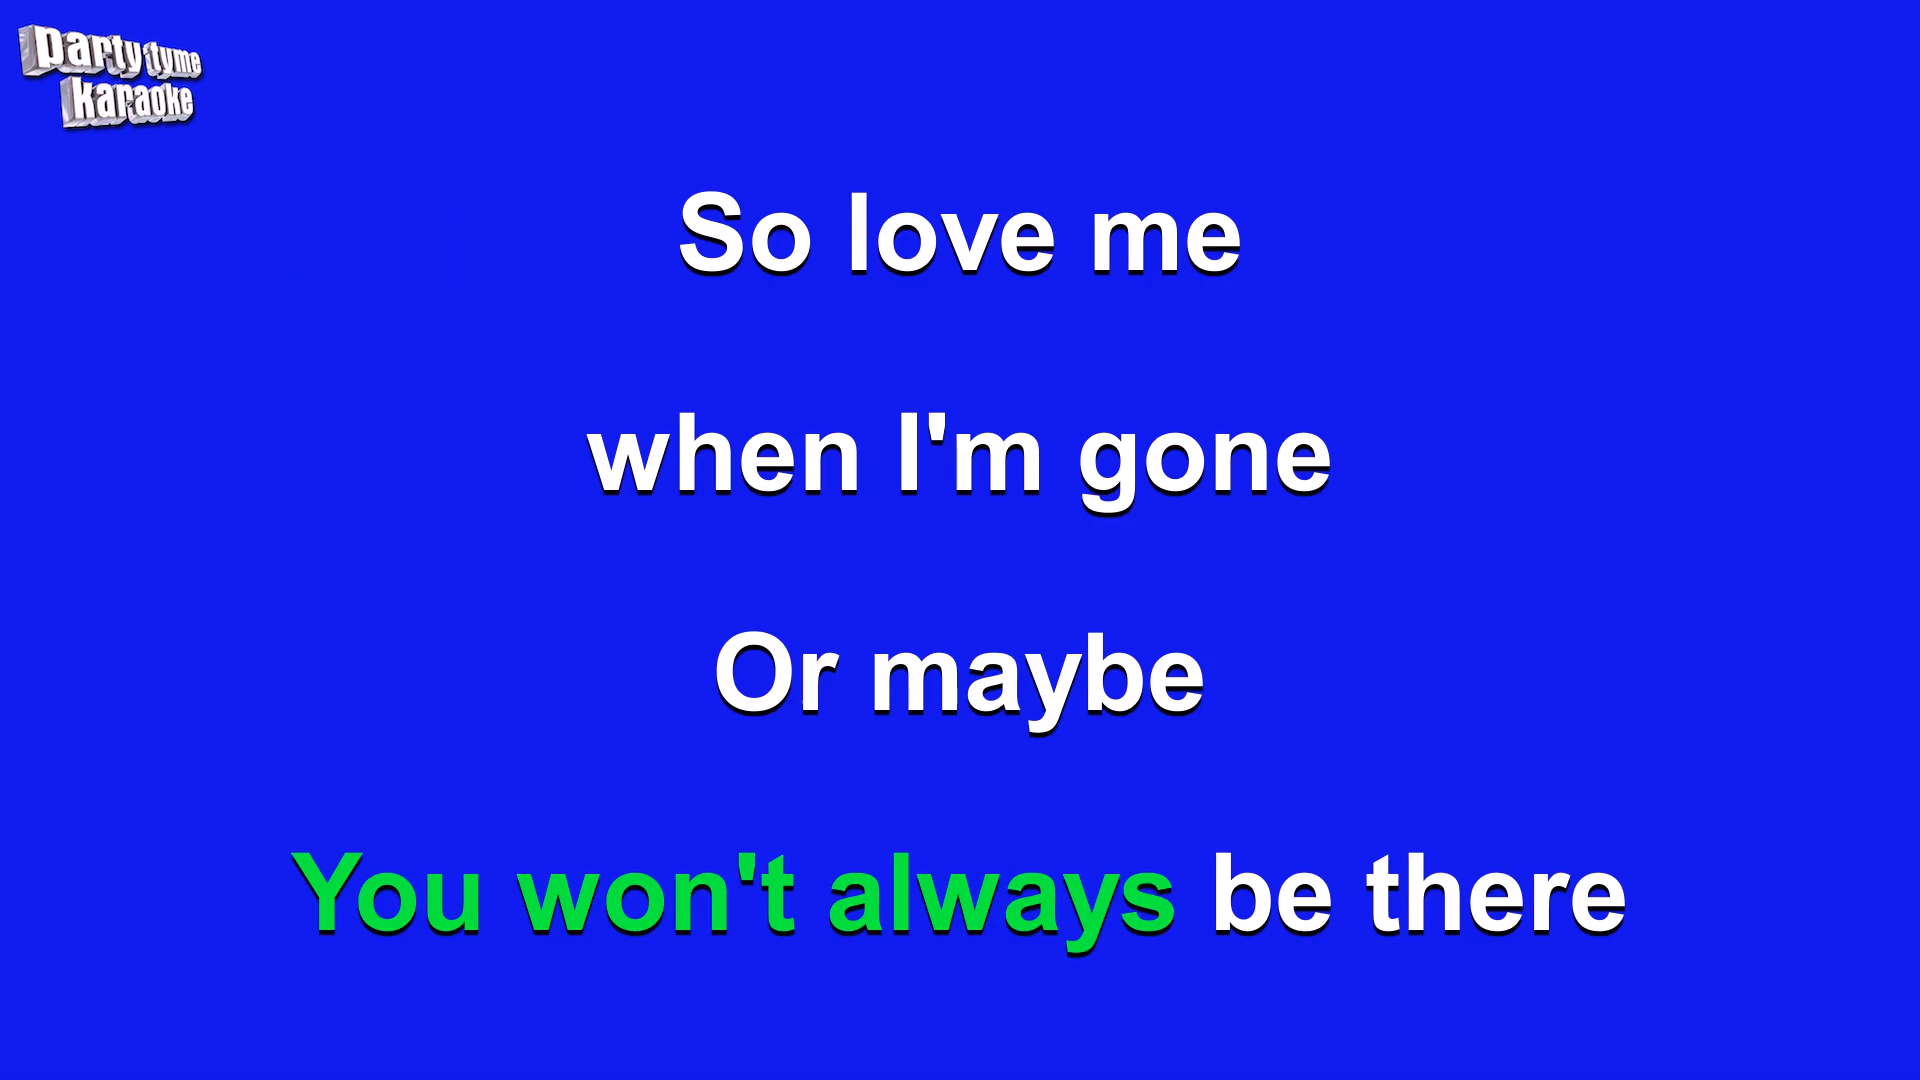 party tyme
karaoke
So love me
when I'm gone
Or maybe
You won't always be there